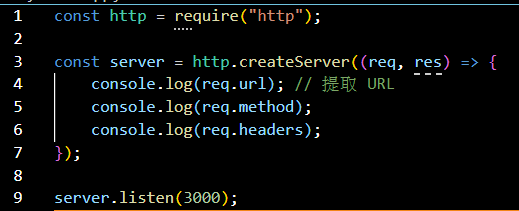 1 const http = require("http");
2
3 const server = http.createServer((req, res) => {
4     console.log(req.url); // 提取 URL
5     console.log(req.method);
6     console.log(req.headers);
7 });
8
9 server.listen(3000);